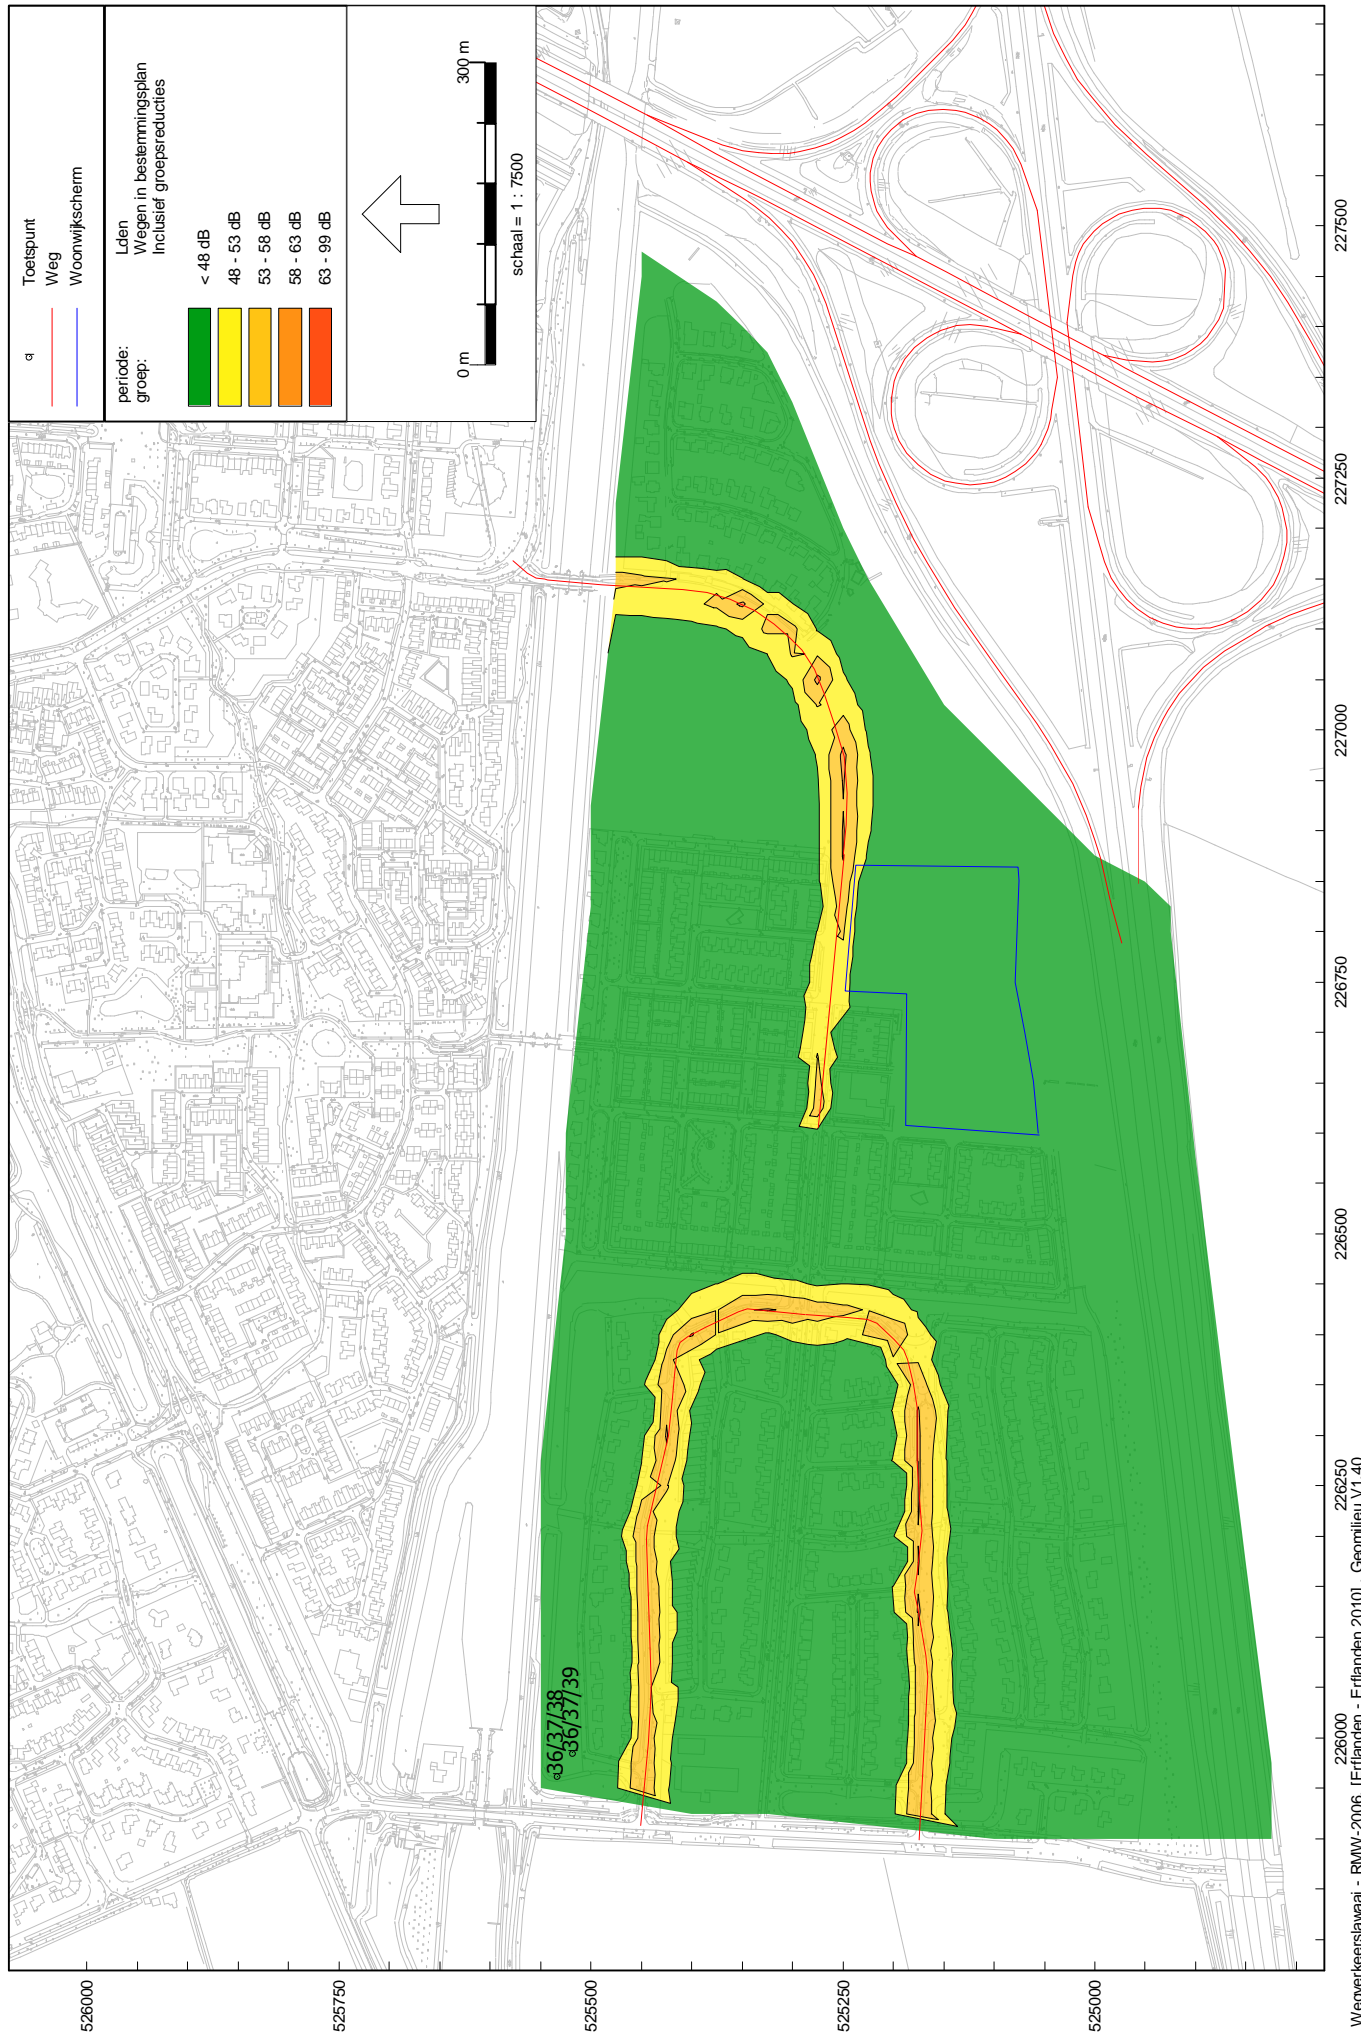 Toetspunt
Weg
Woonwijkscherm
periode: Lden
groep: Wegen in bestemmingsplan
Inclusief groepsreducties
< 48 dB
48 - 53 dB
53 - 58 dB
58 - 63 dB
63 - 99 dB
0 m 300 m
schaal = 1 : 7500
36/37/38
36/37/39
526000
525750
525500
525250
525000
226000 226250 226500 226750 227000 227250 227500
Wegverkeerslawaai - RMW-2006, [Erflanden - Erflanden 2010] , Geomilieu V1.40